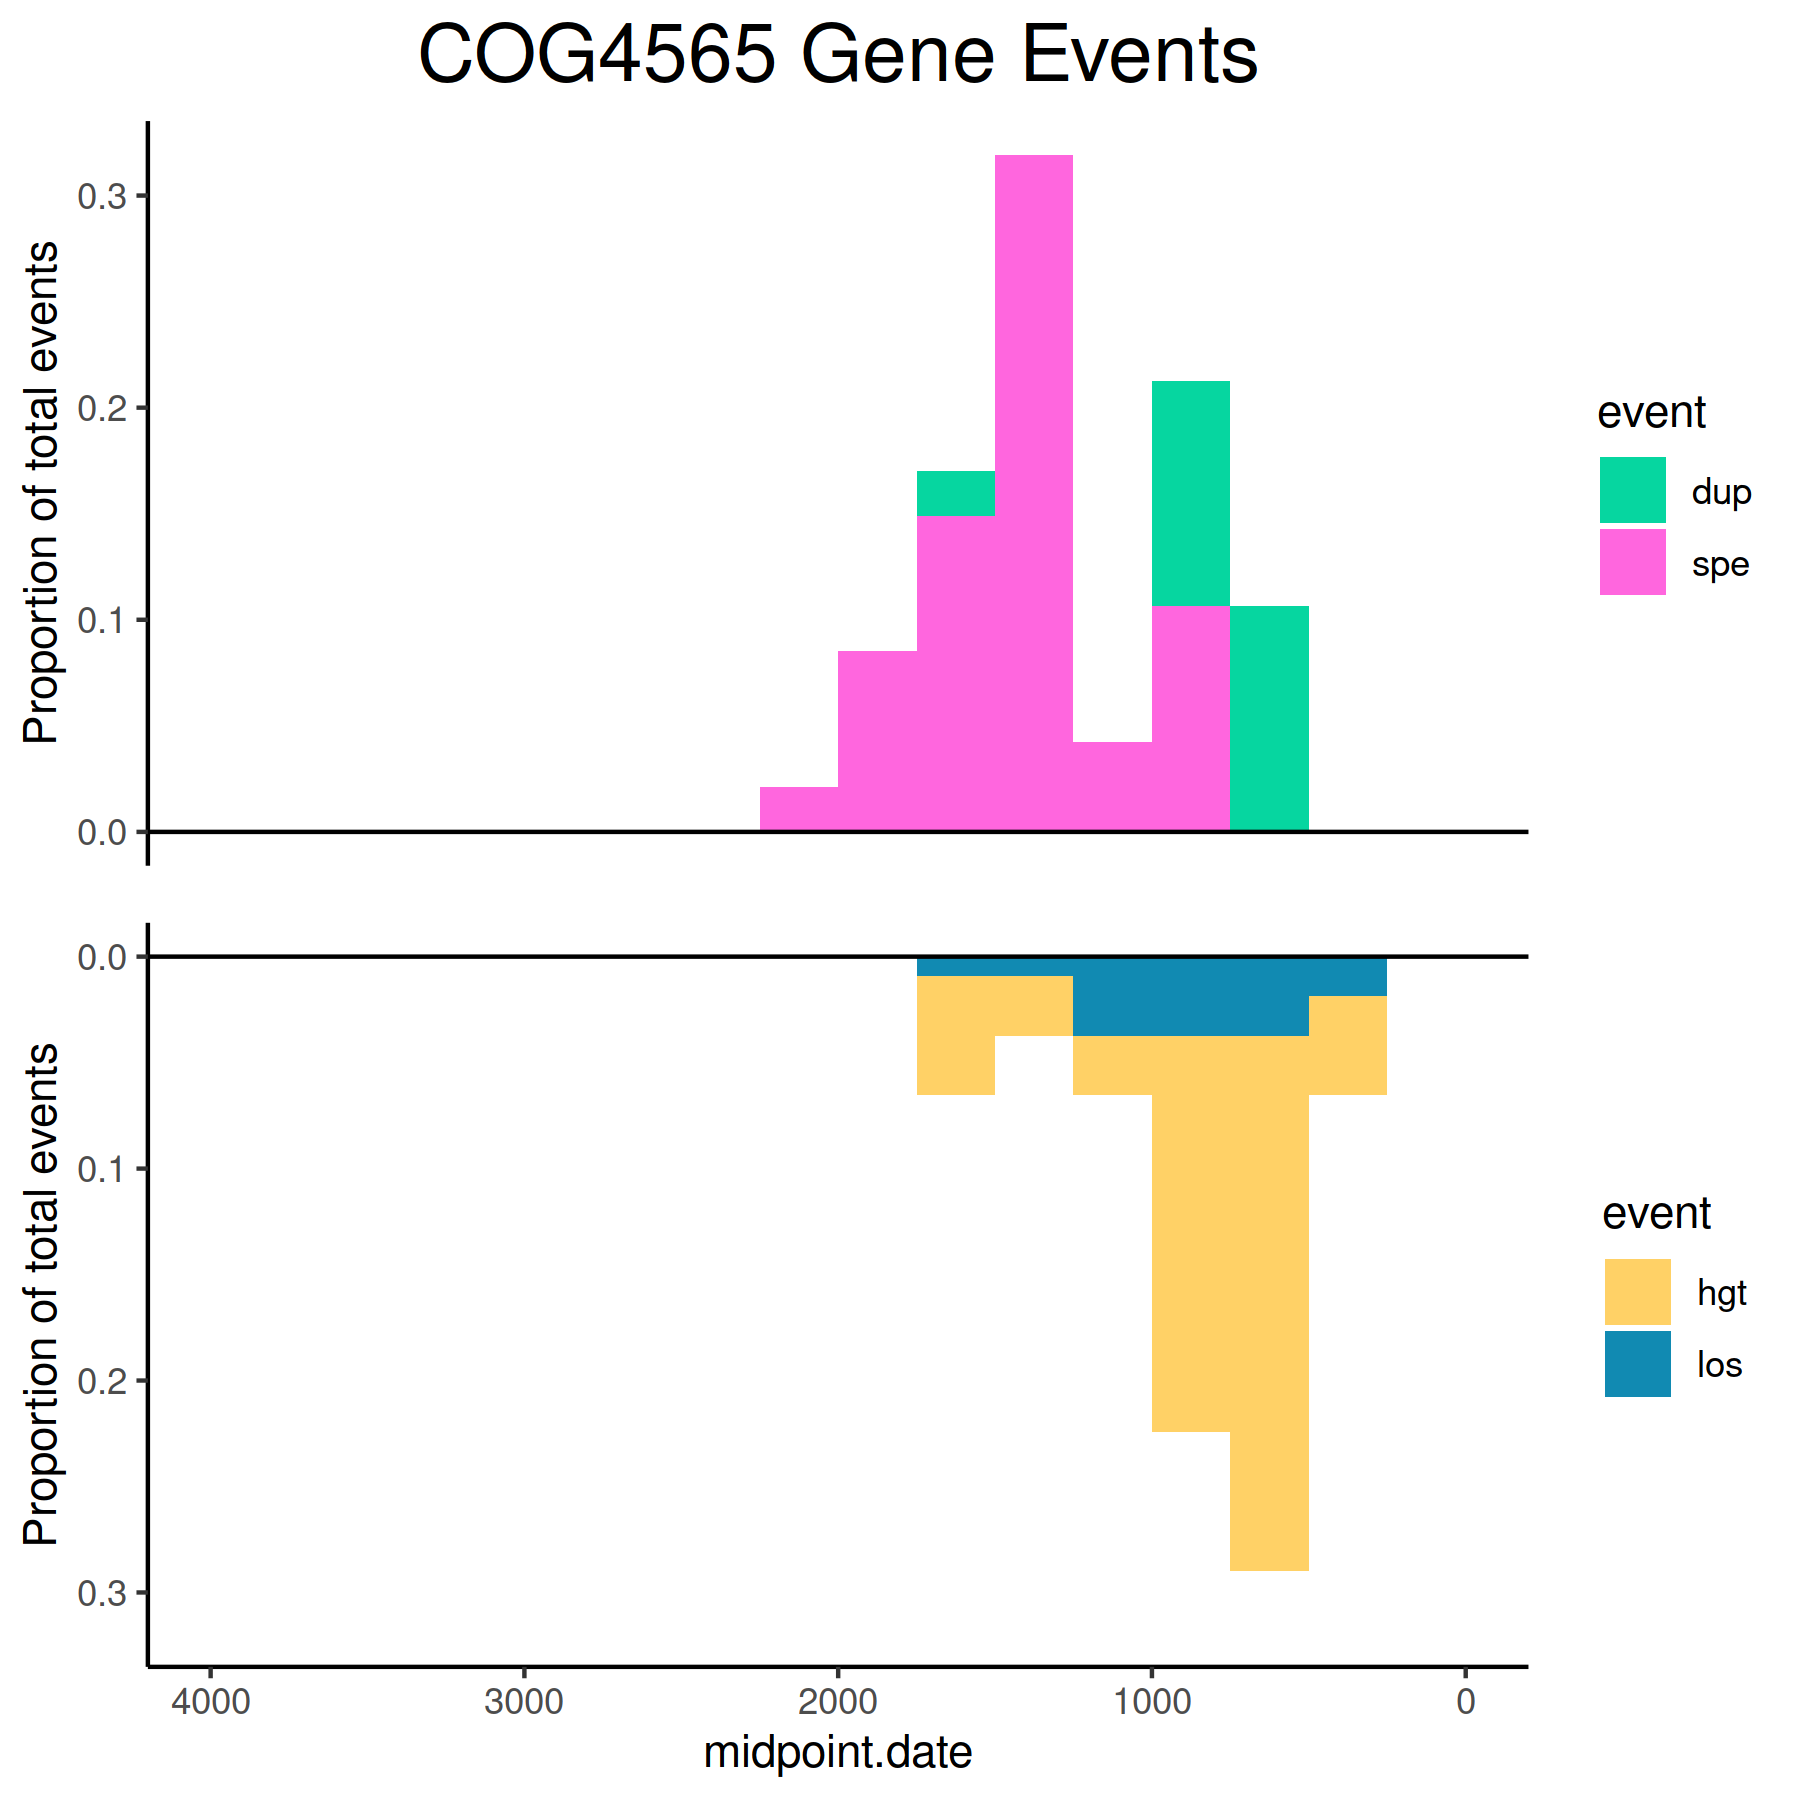 COG4565 Gene Events
Proportion of total events
0.3
0.2
0.1
0.0
event
dup
spe
Proportion of total events
0.0
0.1
0.2
0.3
event
hgt
los
4000 3000 2000 1000 0
midpoint.date